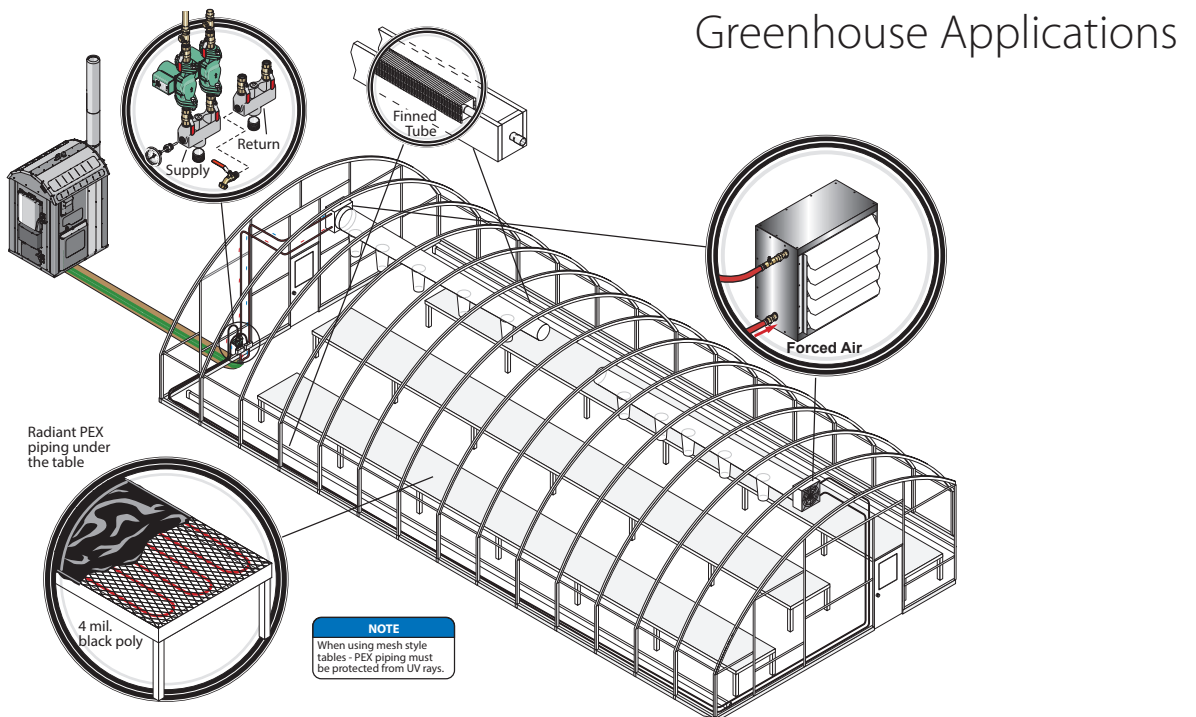 Greenhouse Applications
Supply
Return
Finned
Tube
Forced Air
Radiant PEX
piping under
the table
4 mil.
black poly
NOTE
When using mesh style
tables - PEX piping must
be protected from UV rays.